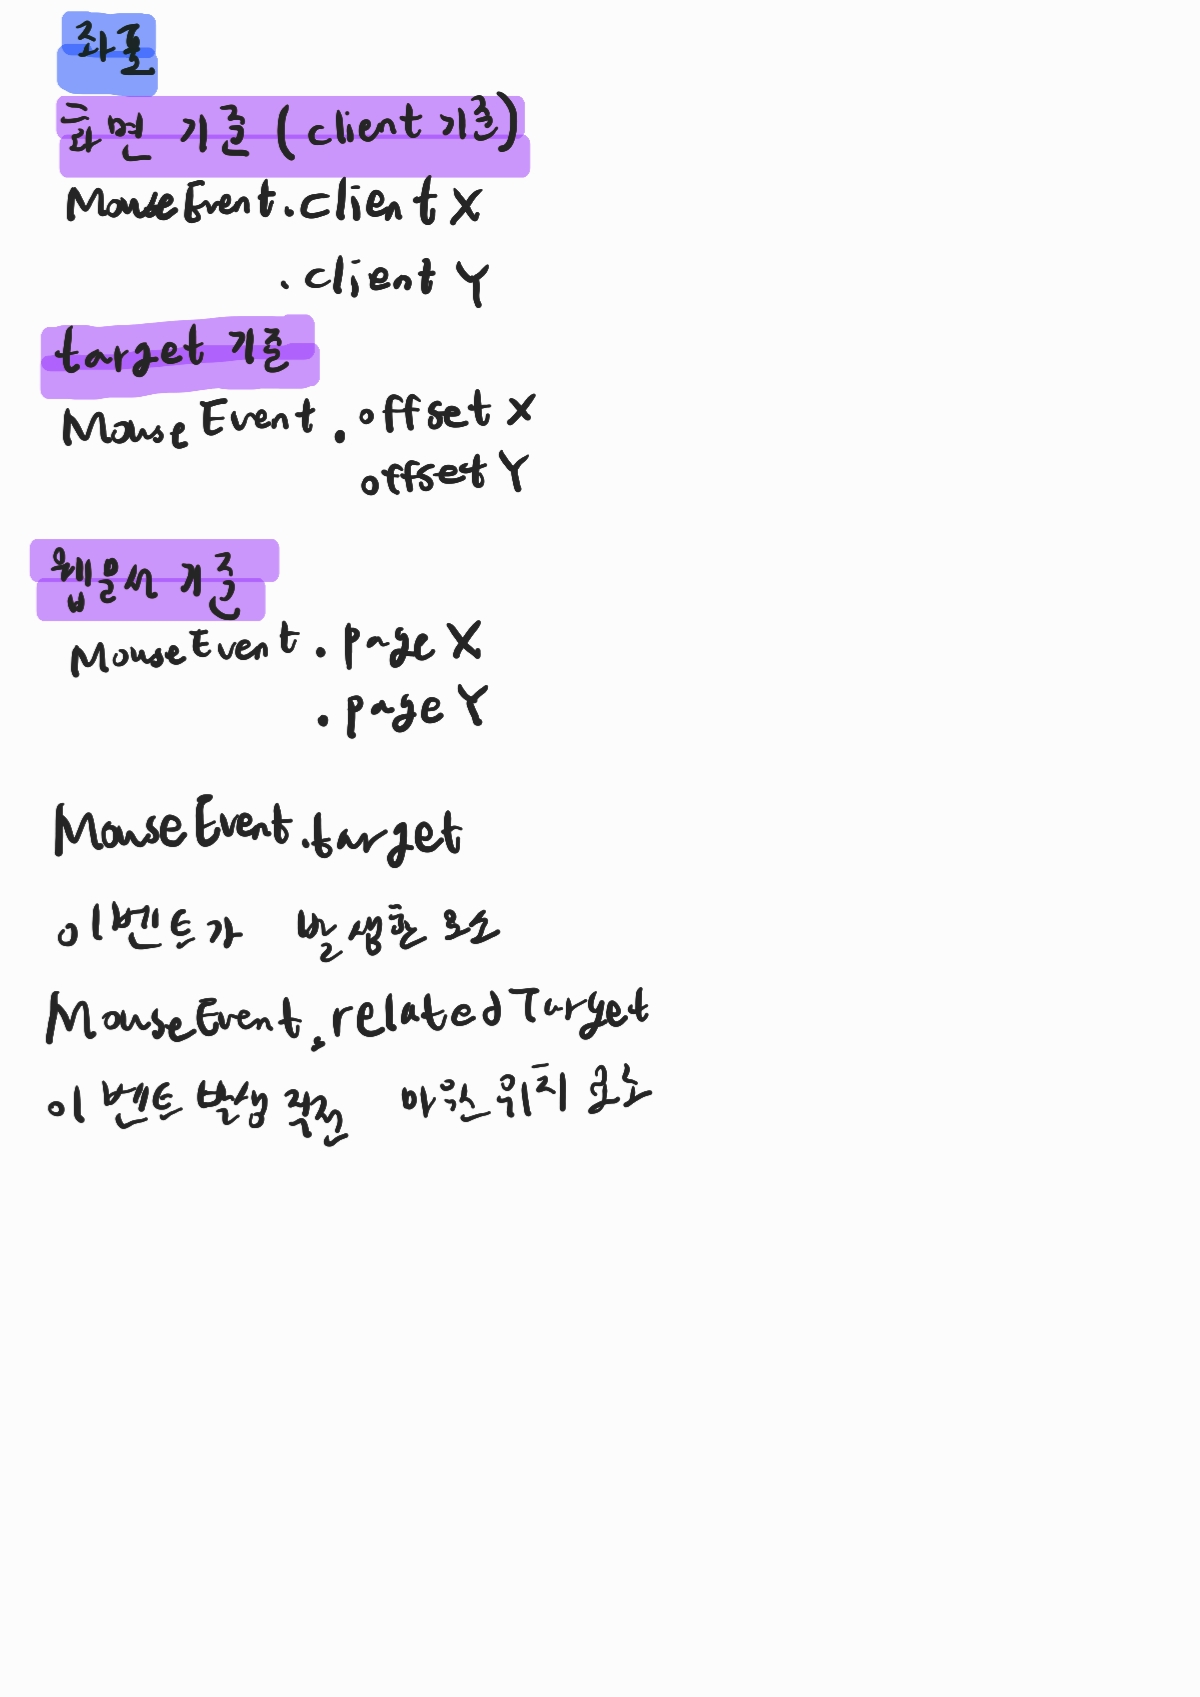 좌표
화면 기준 (client 기준)
MouseEvent.clientX
.clientY
target 기준
MouseEvent.offsetX
offsetY
웹문서 기준
MouseEvent.pageX
.pageY
MouseEvent.target
이벤트가 발생한 요소
MouseEvent.relatedTarget
이벤트 발생 직전 마우스 위치